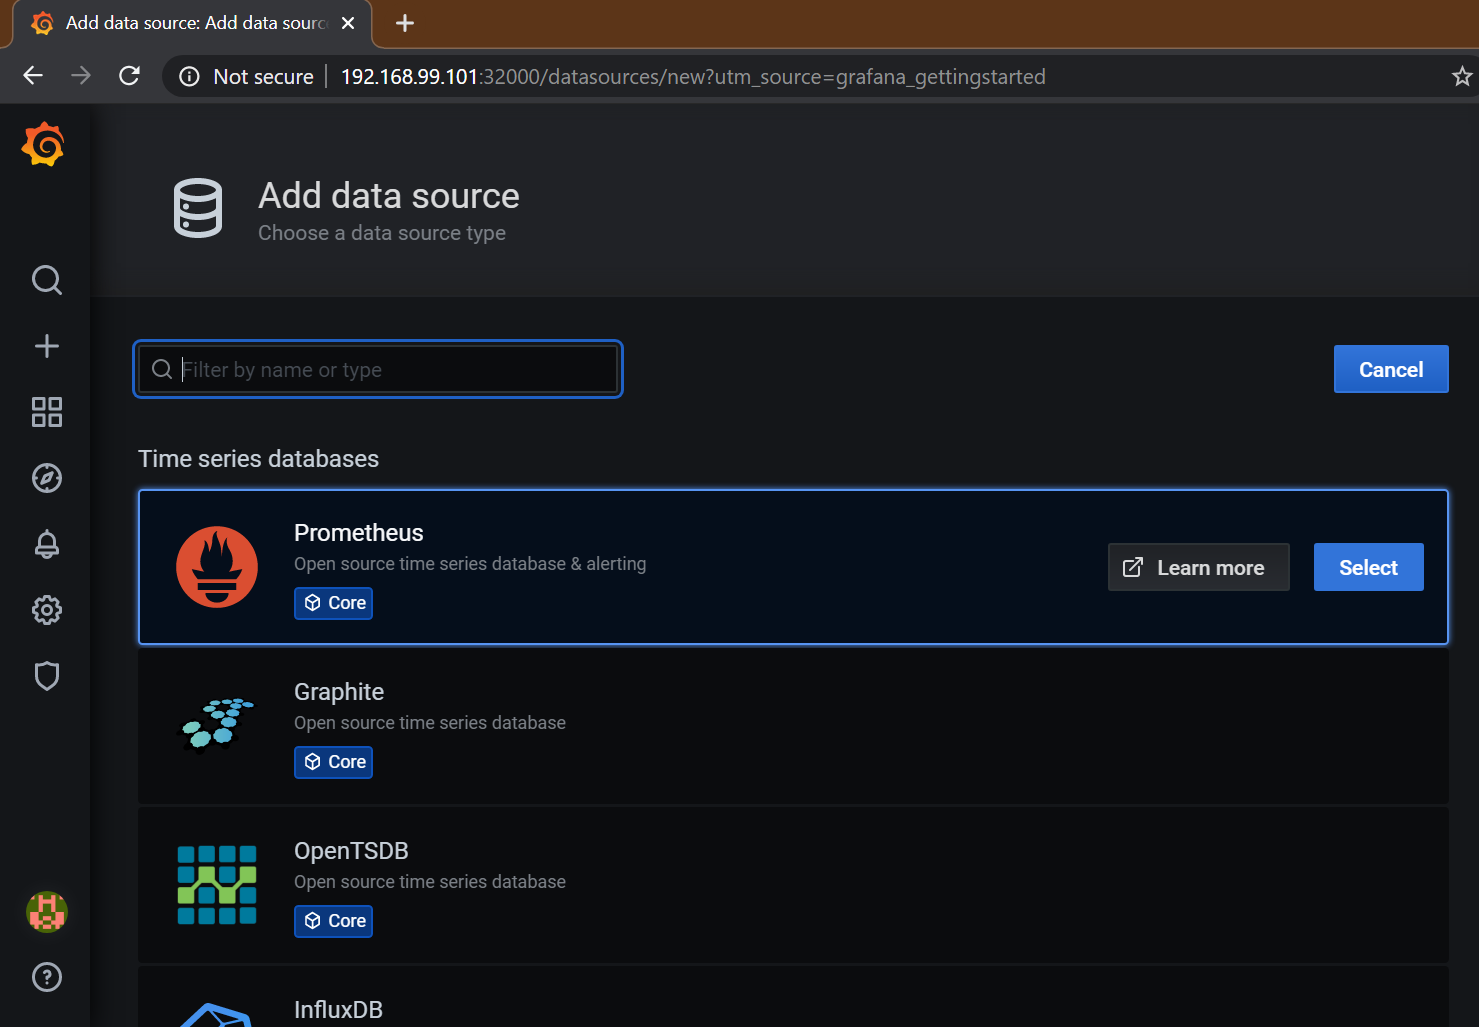 Add data source: Add data sourc
Not secure
192.168.99.101:32000/datasources/new?utm_source=grafana_gettingstarted
Add data source
Choose a data source type
Filter by name or type
Cancel
Time series databases
Prometheus
Open source time series database & alerting
Core
Learn more
Select
Graphite
Open source time series database
Core
OpenTSDB
Open source time series database
Core
InfluxDB